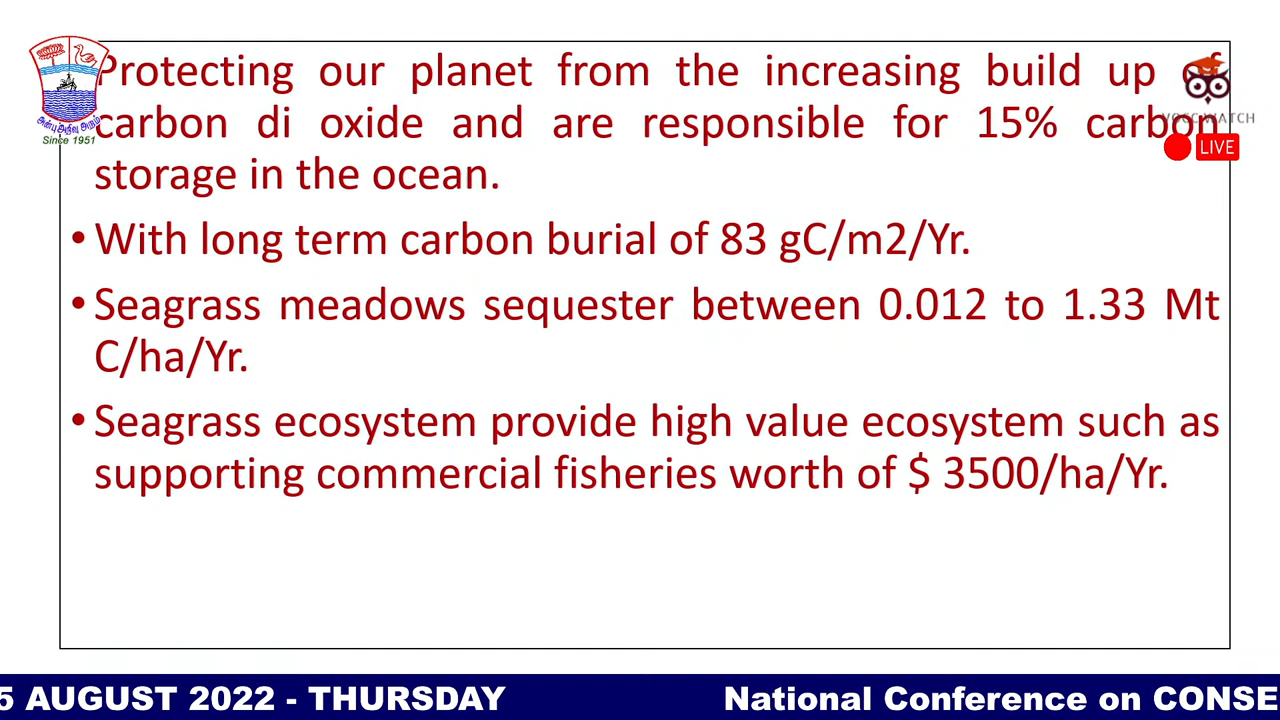 Protecting our planet from the increasing build up of
carbon di oxide and are responsible for 15% carbon
storage in the ocean.
• With long term carbon burial of 83 gC/m2/Yr.
• Seagrass meadows sequester between 0.012 to 1.33 Mt
C/ha/Yr.
• Seagrass ecosystem provide high value ecosystem such as
supporting commercial fisheries worth of $ 3500/ha/Yr.
Since 1951
VOCC WATCH
LIVE
5 AUGUST 2022 - THURSDAY
National Conference on CONSE